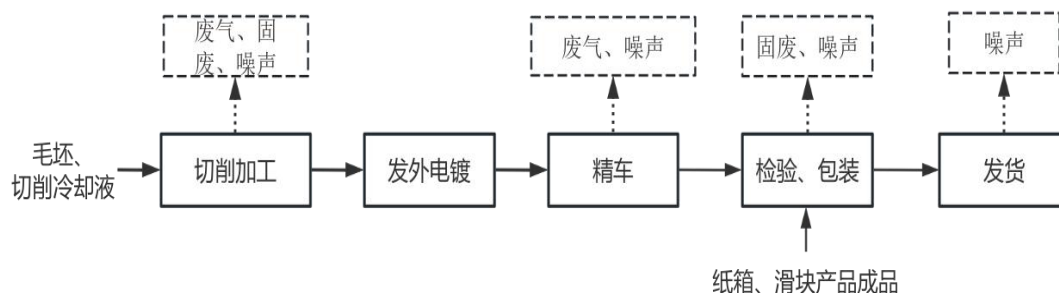 废气、固
废、噪声
废气、噪声
固废、噪声
噪声
毛坯、
切削冷却液
切削加工
发外电镀
精车
检验、包装
发货
纸箱、滑块产品成品